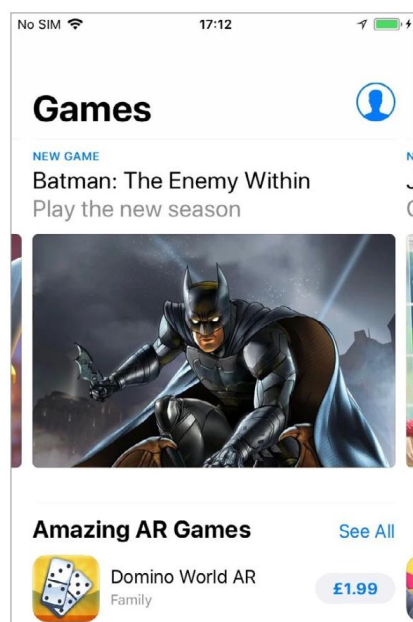 No SIM 17:12
Games
NEW GAME
Batman: The Enemy Within
Play the new season
Amazing AR Games See All
Domino World AR
Family
£1.99